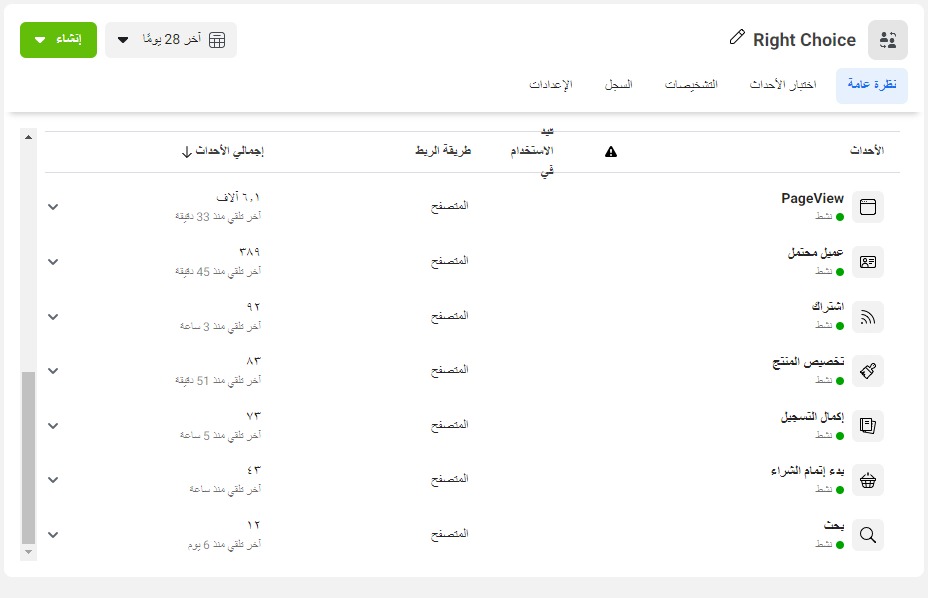 Right Choice
آخر 28 يومًا
إنشاء
نظرة عامة
اختبار الأحداث
التشخيصات
السجل
الإعدادات
الأحداث
قيد
الاستخدام
في
طريقة الربط
إجمالي الأحداث
PageView
نشط
المتصفح
٦,١ آلاف
آخر تلقي منذ 33 دقيقة
عميل محتمل
نشط
المتصفح
٣٨٩
آخر تلقي منذ 45 دقيقة
اشتراك
نشط
المتصفح
٩٢
آخر تلقي منذ 3 ساعة
تخصيص المنتج
نشط
المتصفح
٨٣
آخر تلقي منذ 51 دقيقة
إكمال التسجيل
نشط
المتصفح
٧٣
آخر تلقي منذ 5 ساعة
بدء إتمام الشراء
نشط
المتصفح
٤٣
آخر تلقي منذ ساعة
بحث
نشط
المتصفح
١٢
آخر تلقي منذ 6 يوم